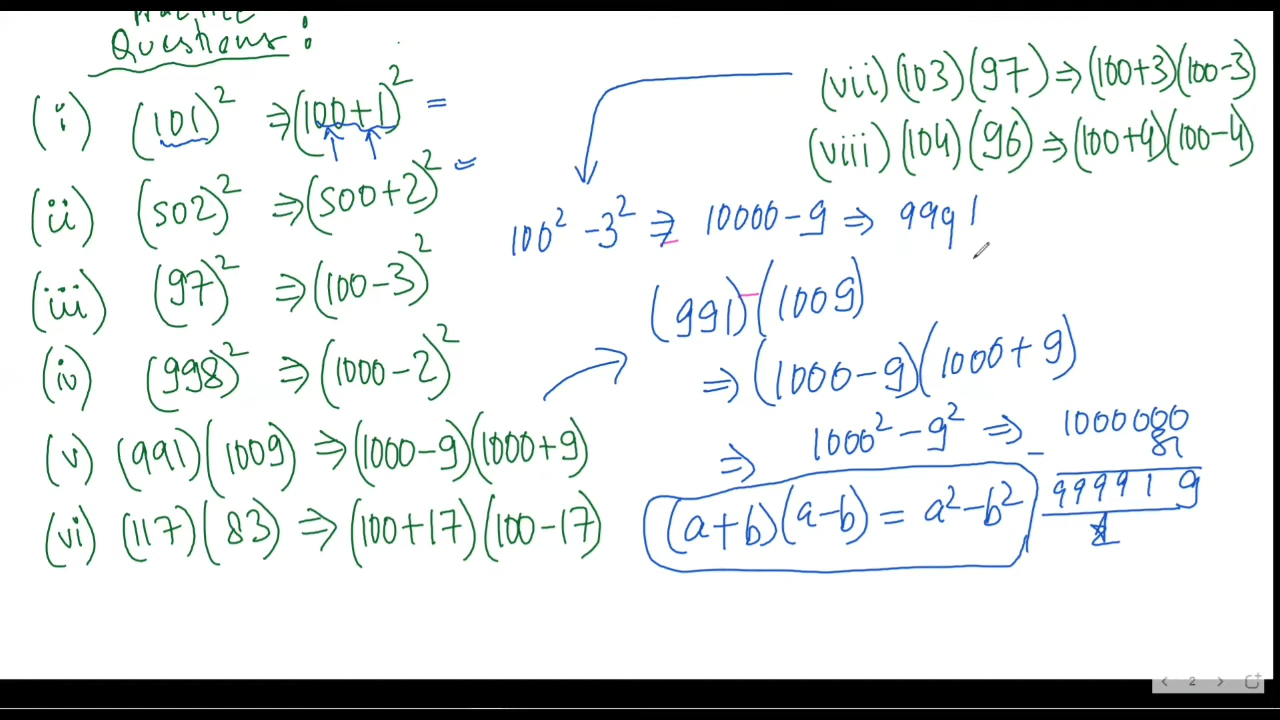 Practice
Questions:
(i) (101)² ⇒ (100+1)² =
(ii) (502)² ⇒ (500+2)² =
(iii) (97)² ⇒ (100-3)²
(iv) (998)² ⇒ (1000-2)²
(v) (991)(1009) ⇒ (1000-9)(1000+9)
(vi) (117)(83) ⇒ (100+17)(100-17)
(vii) (103)(97) ⇒ (100+3)(100-3)
(viii) (104)(96) ⇒ (100+4)(100-4)
100² - 3² ⇒ 10000-9 ⇒ 9991
(991)(1009)
⇒ (1000-9)(1000+9)
⇒ 1000² - 9² ⇒ 1000000
- 81
999919
(a+b)(a-b) = a²-b²
2